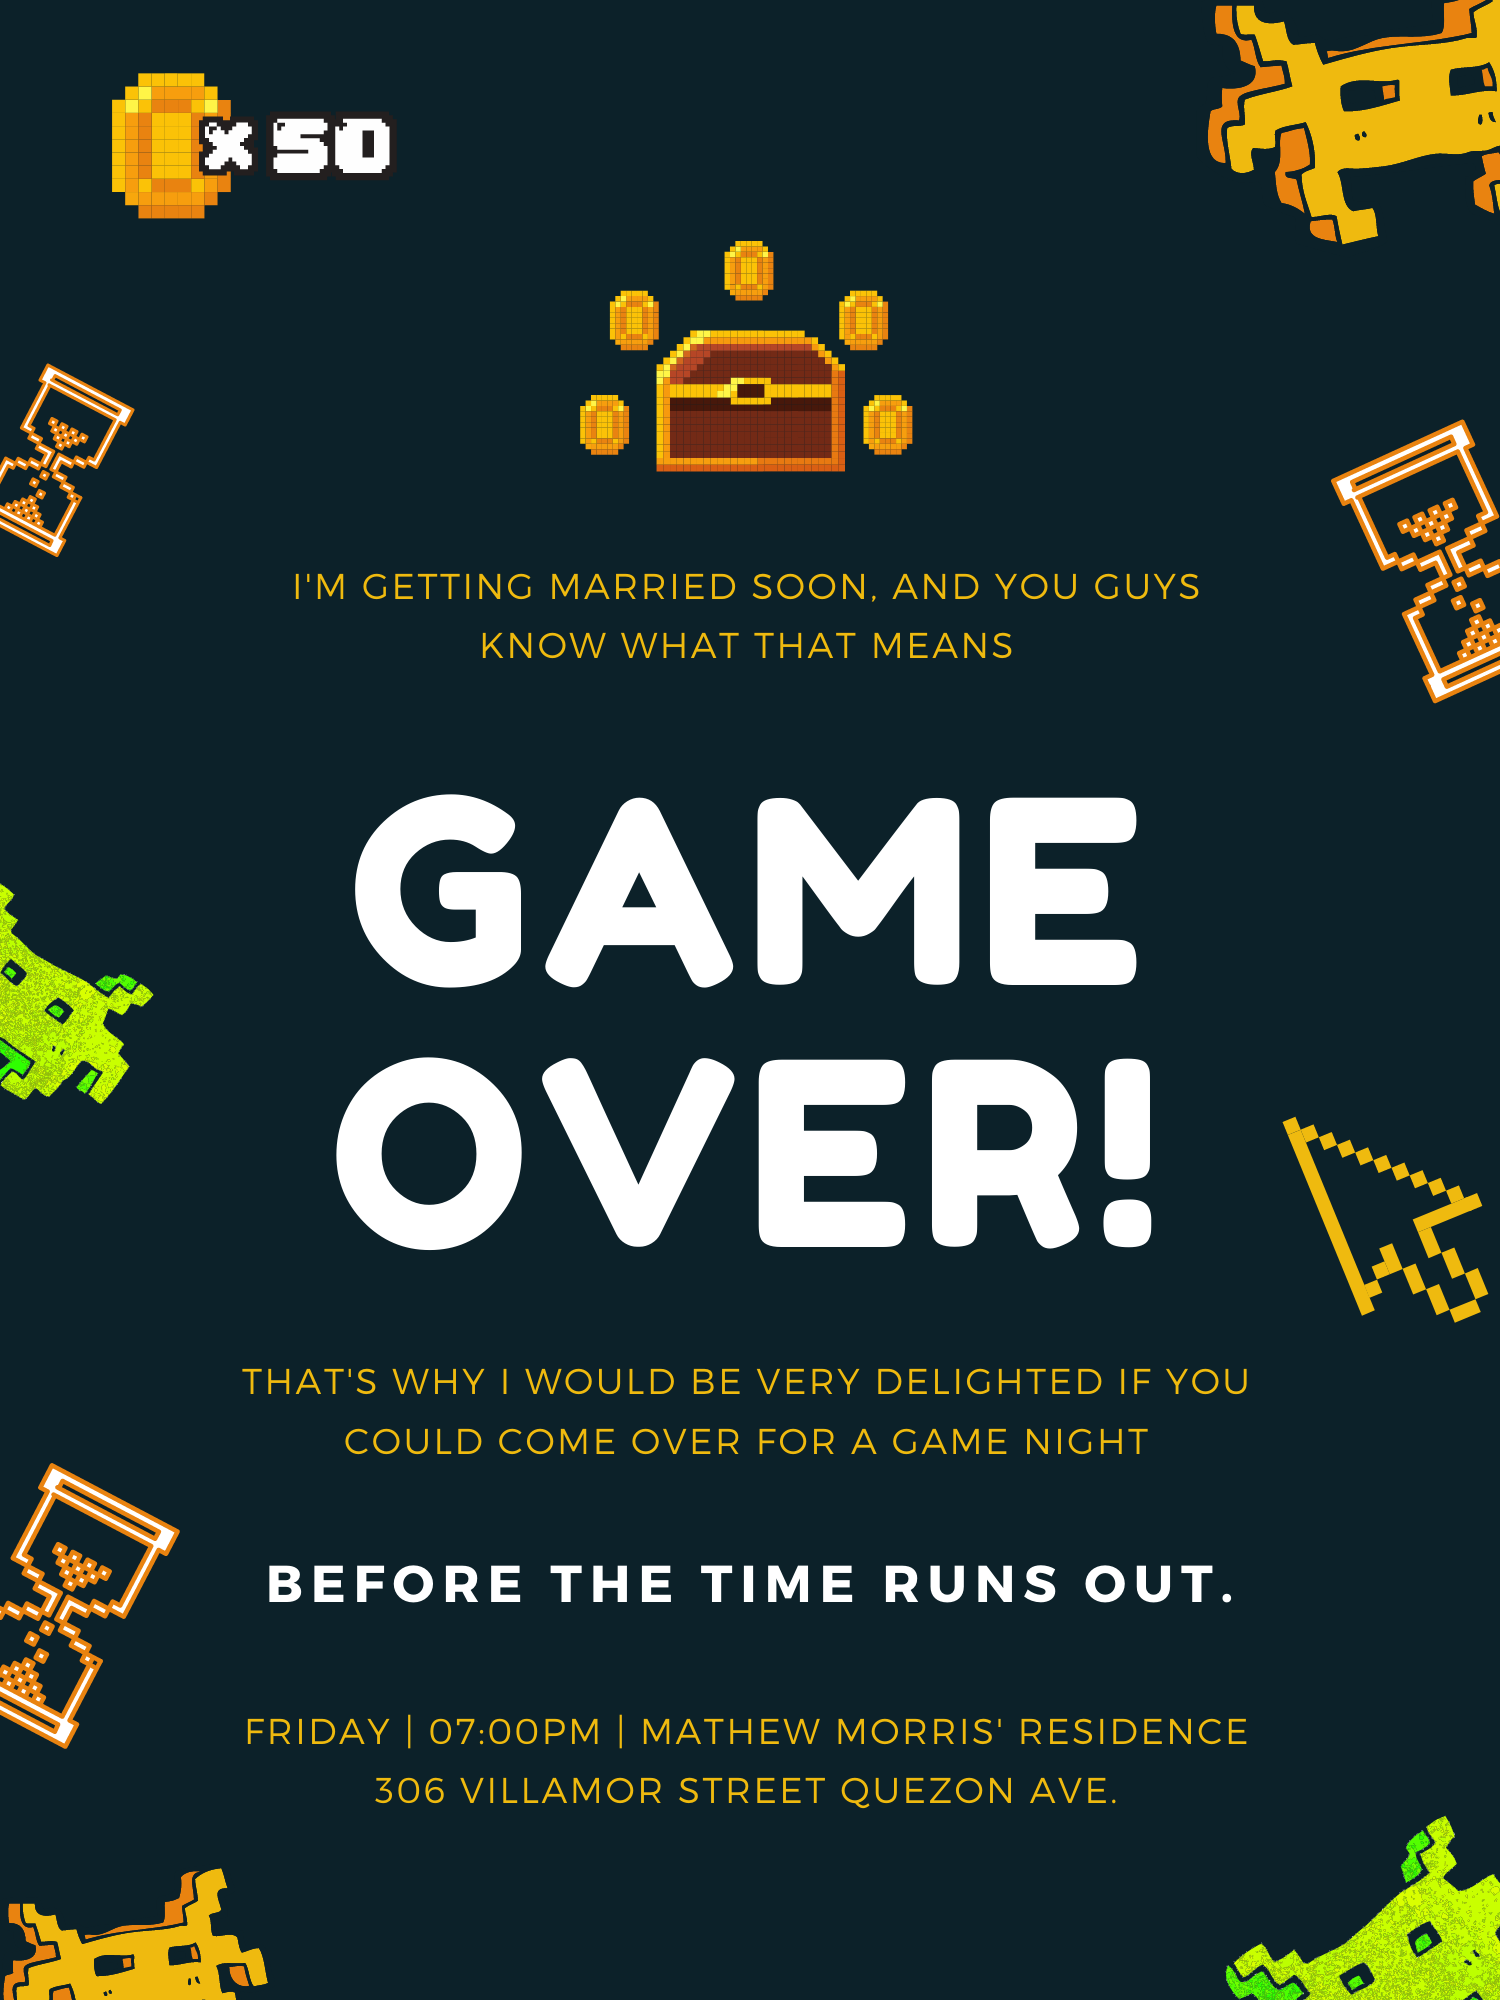 x 50
I'M GETTING MARRIED SOON, AND YOU GUYS
KNOW WHAT THAT MEANS
GAME
OVER!
THAT'S WHY I WOULD BE VERY DELIGHTED IF YOU
COULD COME OVER FOR A GAME NIGHT
BEFORE THE TIME RUNS OUT.
FRIDAY | 07:00PM | MATHEW MORRIS' RESIDENCE
306 VILLAMOR STREET QUEZON AVE.